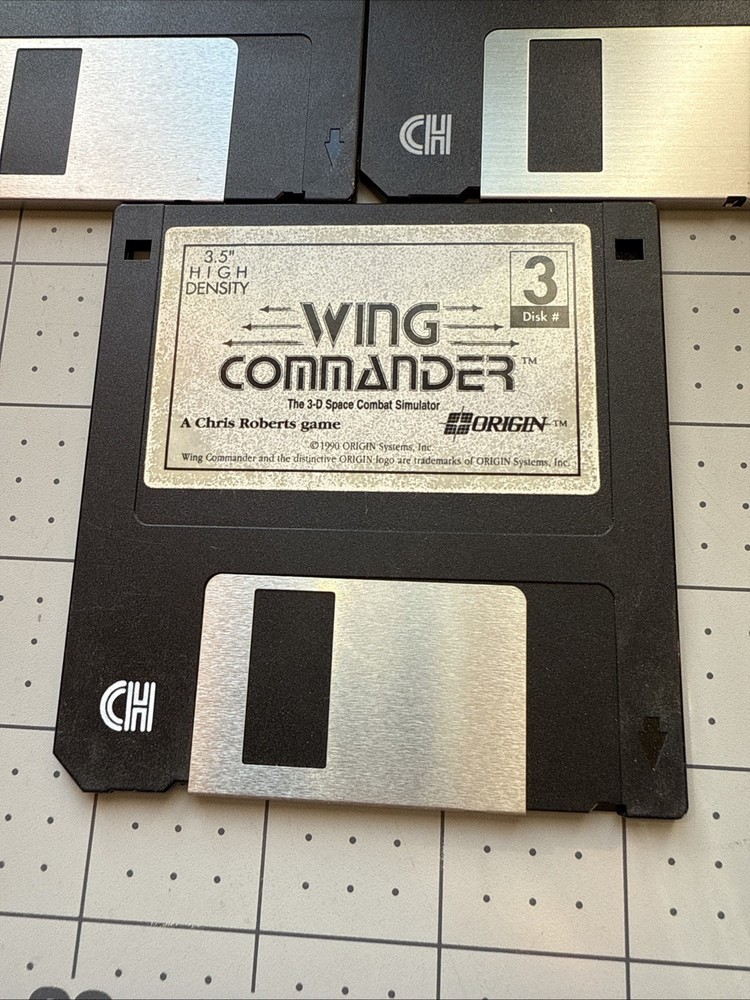 CH
3.5"
HIGH
DENSITY
3
Disk #
WING
COMMANDER™
The 3-D Space Combat Simulator
A Chris Roberts game
ORIGIN™
©1990 ORIGIN Systems, Inc.
Wing Commander and the distinctive ORIGIN logo are trademarks of ORIGIN Systems, Inc.
CH